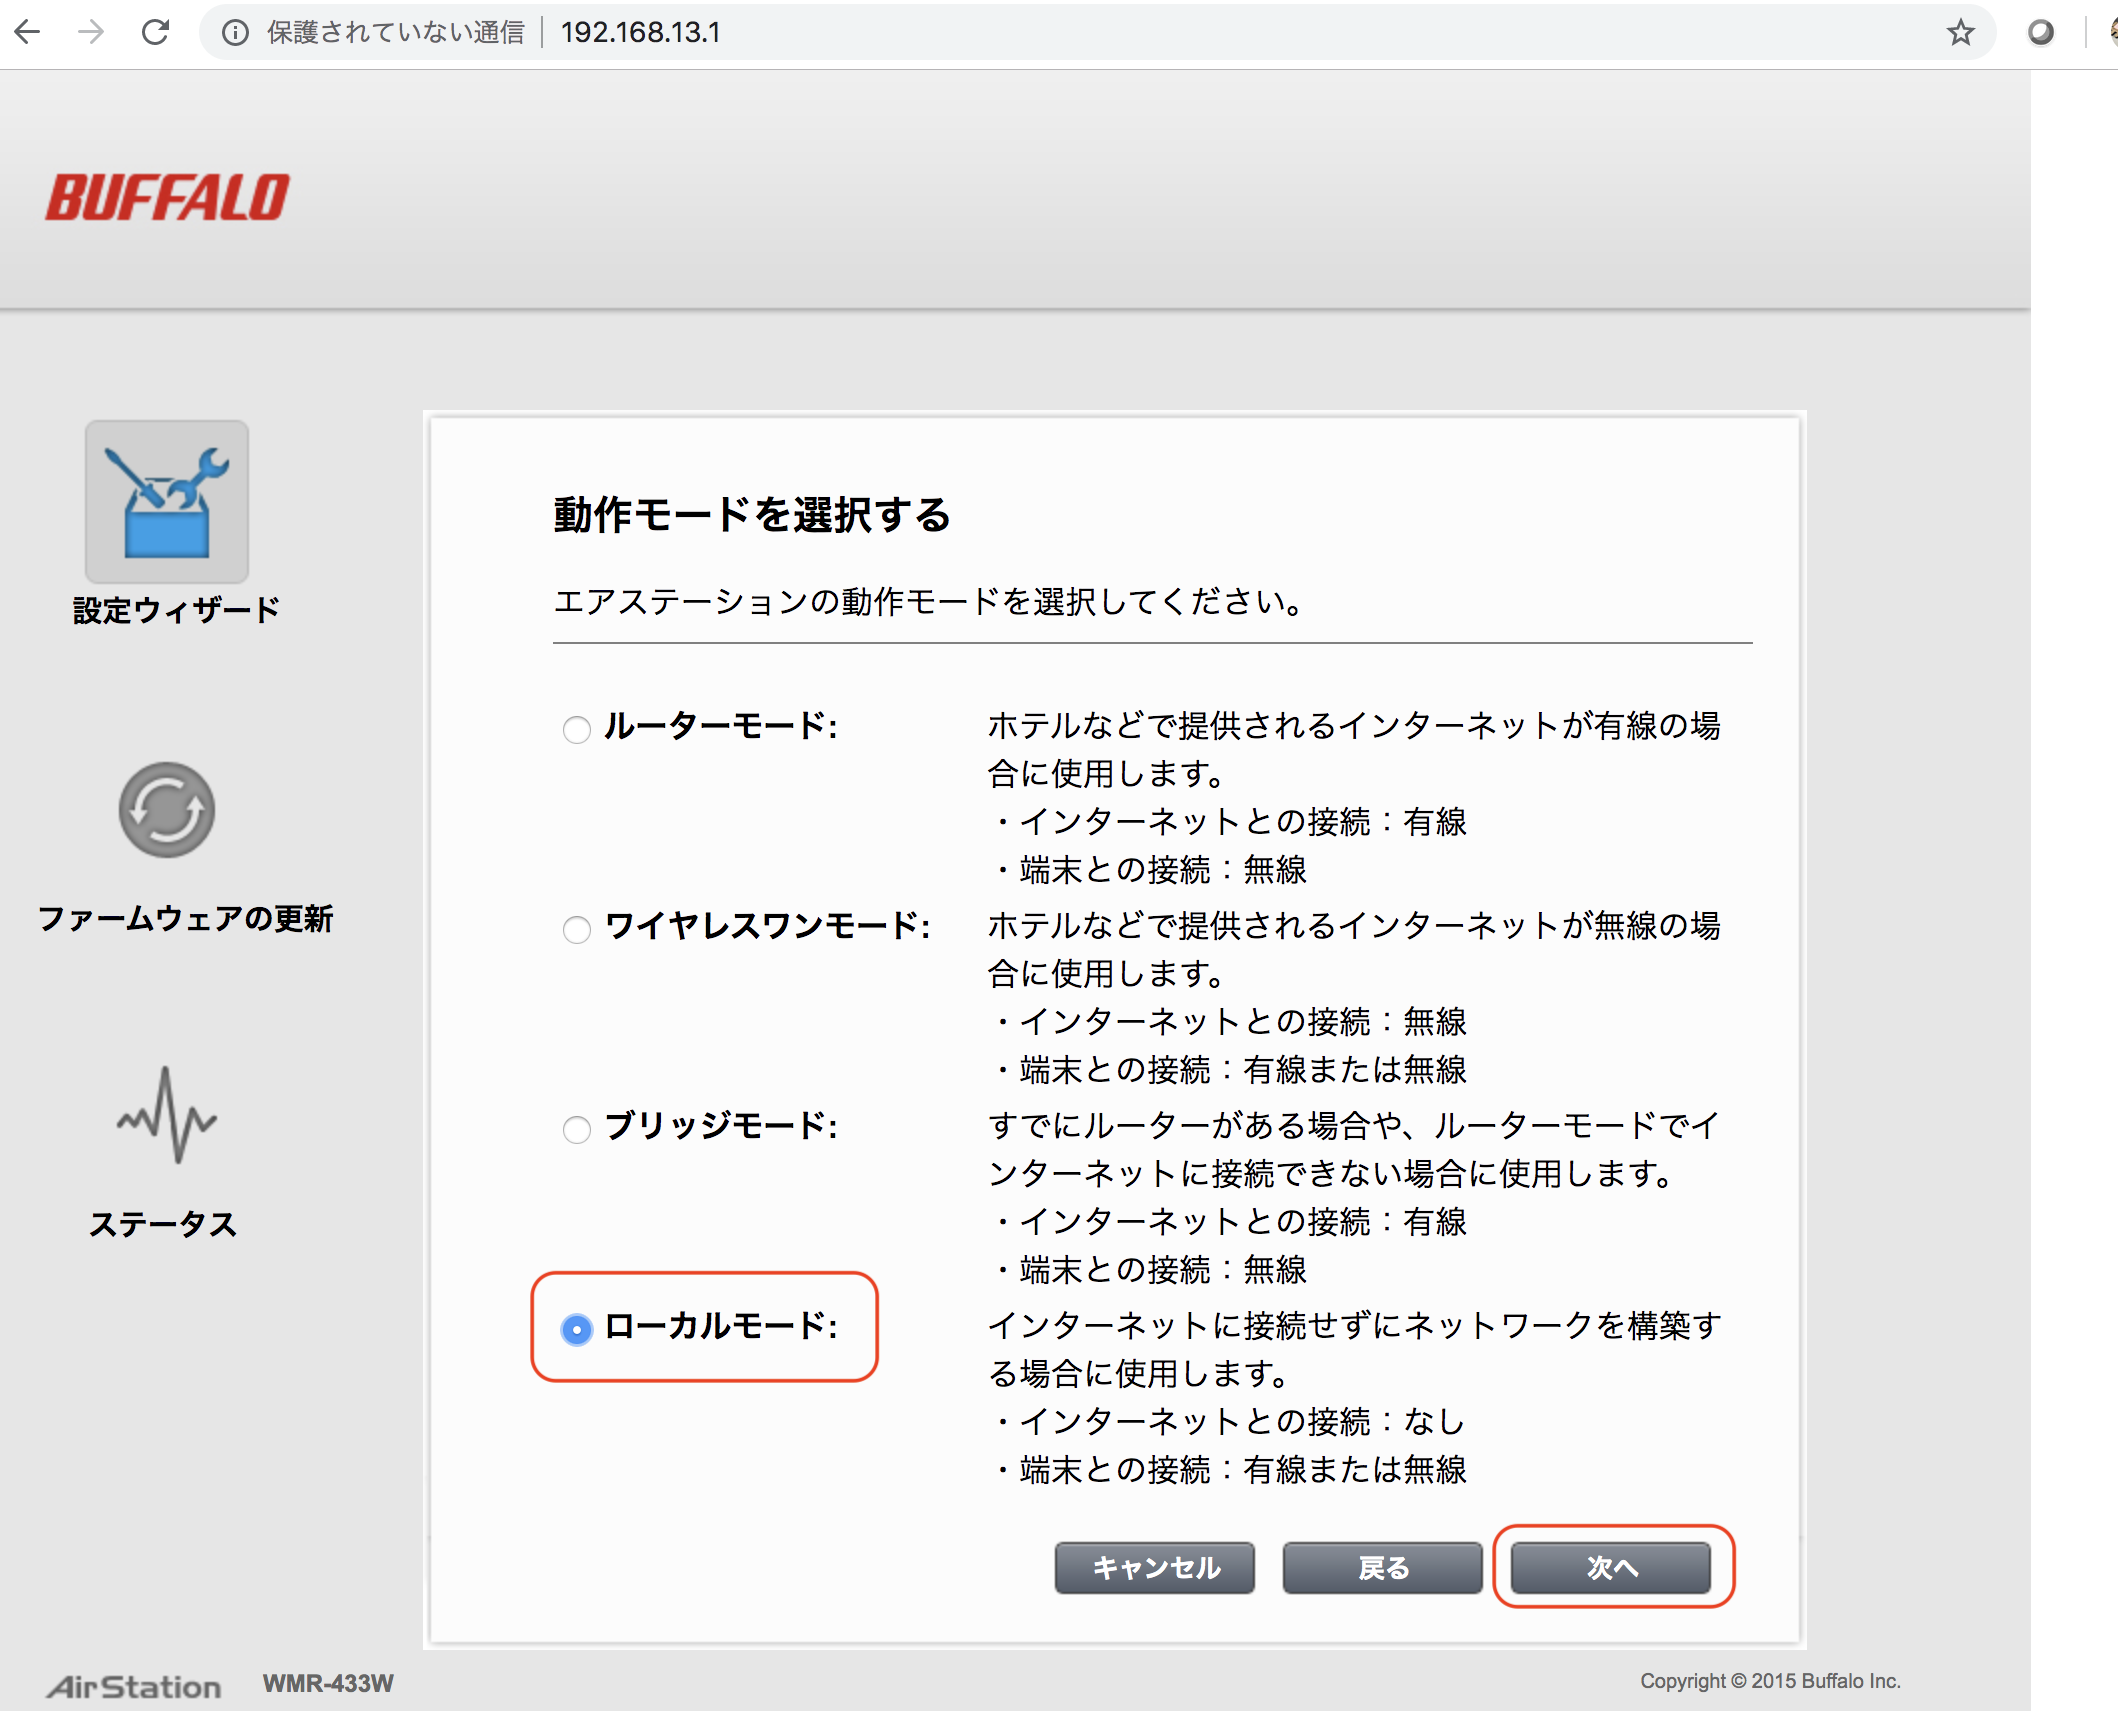 保護されていない通信 192.168.13.1
BUFFALO
設定ウィザード
ファームウェアの更新
ステータス
動作モードを選択する
エアステーションの動作モードを選択してください。
ルーターモード:
ホテルなどで提供されるインターネットが有線の場
合に使用します。
・インターネットとの接続：有線
・端末との接続：無線
ワイヤレスワンモード:
ホテルなどで提供されるインターネットが無線の場
合に使用します。
・インターネットとの接続：無線
・端末との接続：有線または無線
ブリッジモード:
すでにルーターがある場合や、ルーターモードでイ
ンターネットに接続できない場合に使用します。
・インターネットとの接続：有線
・端末との接続：無線
ローカルモード:
インターネットに接続せずにネットワークを構築す
る場合に使用します。
・インターネットとの接続：なし
・端末との接続：有線または無線
キャンセル 戻る 次へ
AirStation WMR-433W
Copyright © 2015 Buffalo Inc.